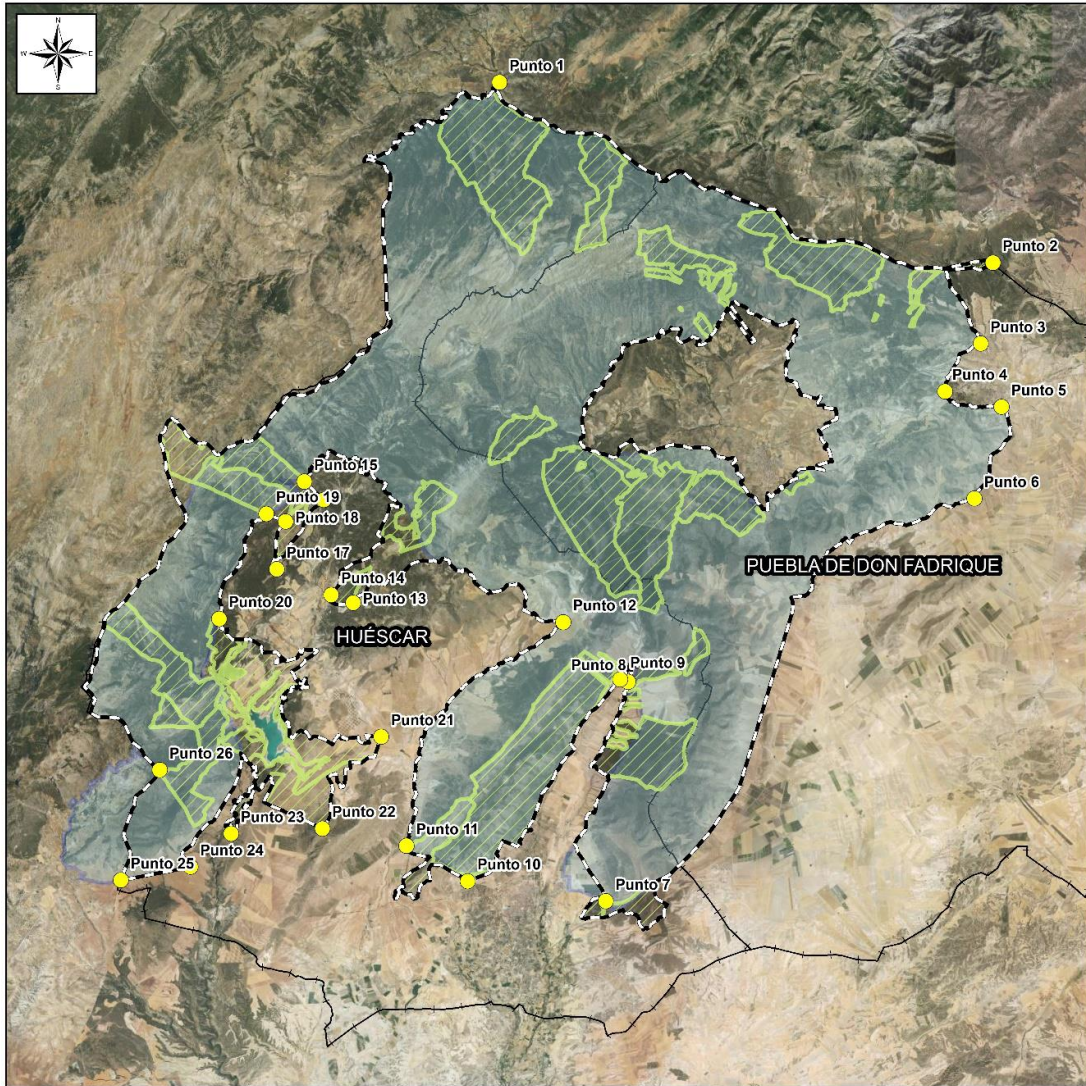 N
W E
S
Punto 1
Punto 2
Punto 3
Punto 4
Punto 5
Punto 15
Punto 6
Punto 19
Punto 18
PUEBLA DE DON FADRIQUE
Punto 17
Punto 14
Punto 13
Punto 12
Punto 20
HUÉSCAR
Punto 8
Punto 9
Punto 21
Punto 26
Punto 23
Punto 22
Punto 11
Punto 24
Punto 25
Punto 10
Punto 7